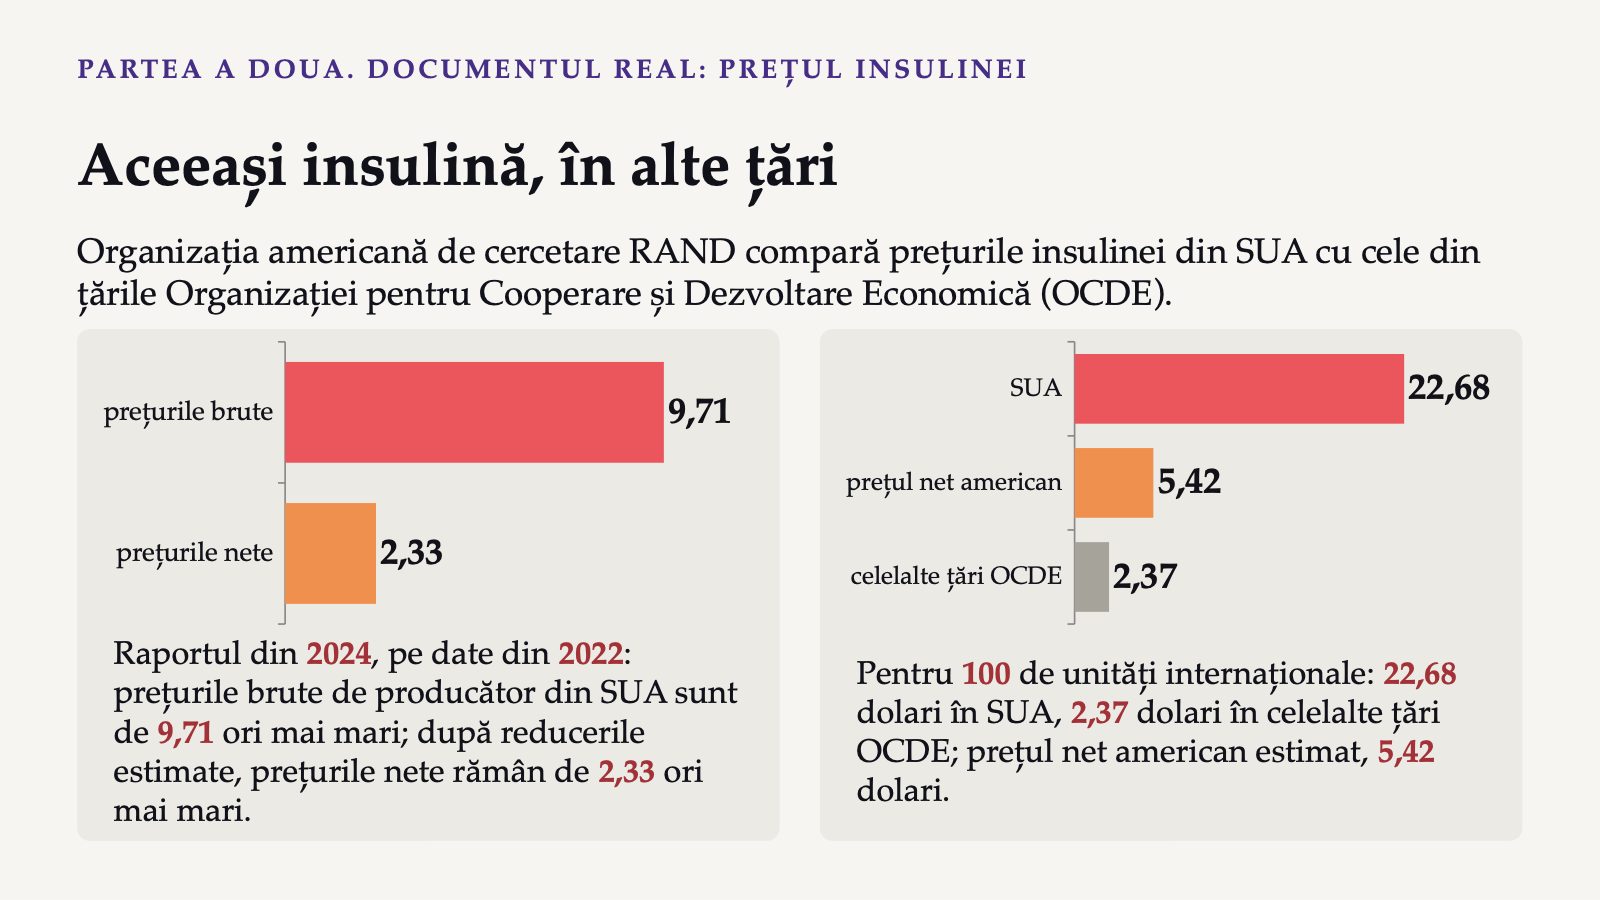 PARTEA A DOUA. DOCUMENTUL REAL: PREȚUL INSULINEI
Aceeași insulină, în alte țări
Organizația americană de cercetare RAND compară prețurile insulinei din SUA cu cele din
țările Organizației pentru Cooperare și Dezvoltare Economică (OCDE).
prețurile brute
9,71
prețurile nete
2,33
Raportul din 2024, pe date din 2022:
prețurile brute de producător din SUA sunt
de 9,71 ori mai mari; după reducerile
estimate, prețurile nete rămân de 2,33 ori
mai mari.
SUA
22,68
prețul net american
5,42
celelalte țări OCDE
2,37
Pentru 100 de unități internaționale: 22,68
dolari în SUA, 2,37 dolari în celelalte țări
OCDE; prețul net american estimat, 5,42
dolari.